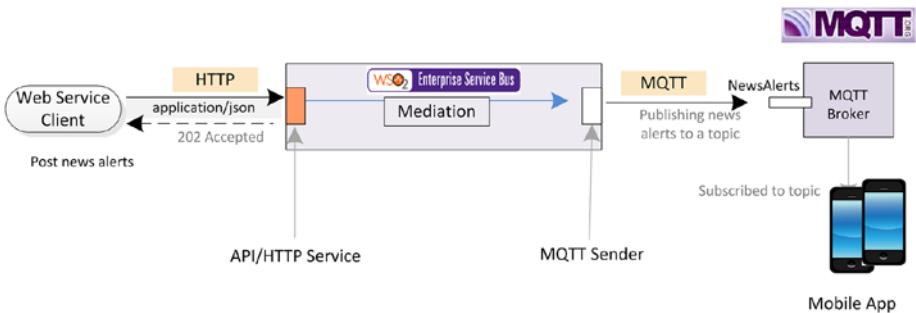 MQTT.ORG
HTTP
WSO2 Enterprise Service Bus
MQTT
NewsAlerts
Web Service
Client
application/json
Mediation
MQTT
Broker
202 Accepted
Publishing news
alerts to a topic
Post news alerts
Subscribed to topic
API/HTTP Service
MQTT Sender
Mobile App